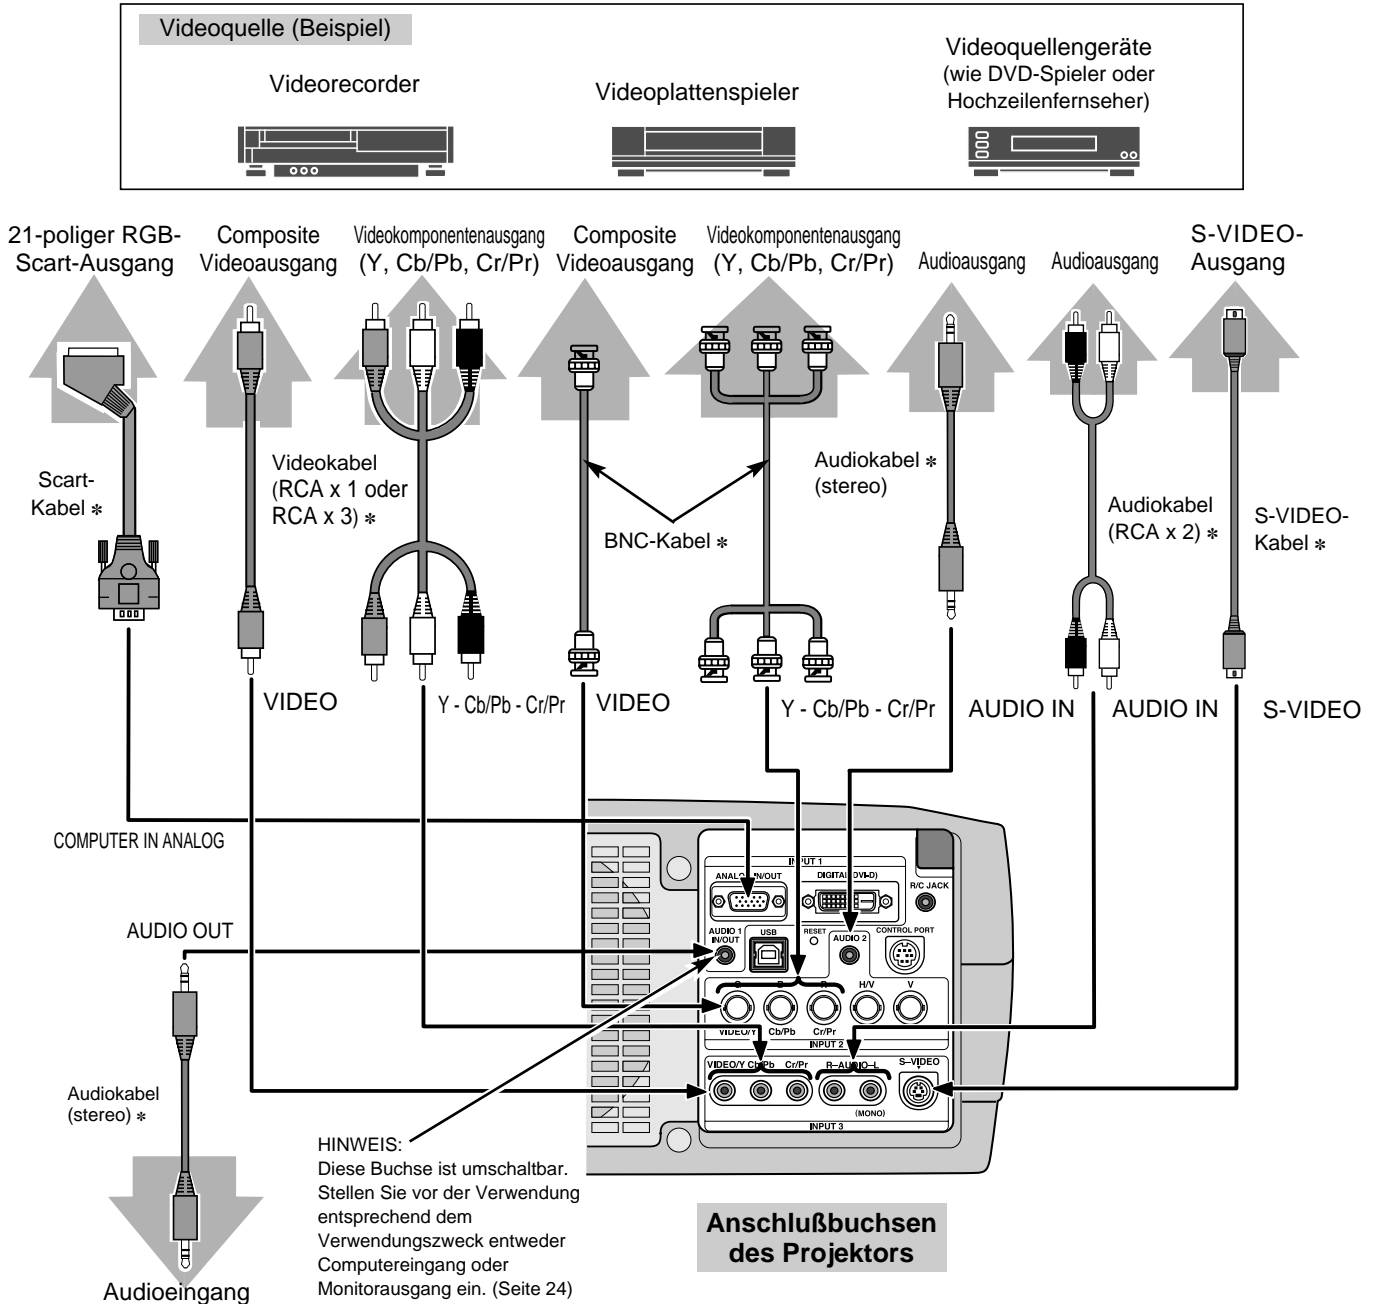 Videoquelle (Beispiel)
Videorecorder
Videoplattenspieler
Videoquellengeräte
(wie DVD-Spieler oder
Hochzeilenfernseher)
21-poliger RGB-
Scart-Ausgang
Composite
Videoausgang
Videokomponentenausgang
(Y, Cb/Pb, Cr/Pr)
Composite
Videoausgang
Videokomponentenausgang
(Y, Cb/Pb, Cr/Pr)
Audioausgang
Audioausgang
S-VIDEO-
Ausgang
Scart-
Kabel *
Videokabel
(RCA x 1 oder
RCA x 3) *
BNC-Kabel *
Audiokabel *
(stereo)
Audiokabel
(RCA x 2) *
S-VIDEO-
Kabel *
VIDEO
Y - Cb/Pb - Cr/Pr
VIDEO
Y - Cb/Pb - Cr/Pr
AUDIO IN
AUDIO IN
S-VIDEO
COMPUTER IN ANALOG
INPUT 1
ANALOG IN/OUT
DIGITAL (DVI-D)
R/C JACK
AUDIO 1
IN/OUT
USB
RESET
AUDIO 2
CONTROL PORT
G
B
R
H/V
V
VIDEO/Y
Cb/Pb
Cr/Pr
INPUT 2
VIDEO/Y
Cb/Pb
Cr/Pr
R–AUDIO–L
S–VIDEO
(MONO)
INPUT 3
AUDIO OUT
Audiokabel
(stereo) *
Audioeingang
HINWEIS:
Diese Buchse ist umschaltbar.
Stellen Sie vor der Verwendung
entsprechend dem
Verwendungszweck entweder
Computereingang oder
Monitorausgang ein. (Seite 24)
Anschlußbuchsen
des Projektors